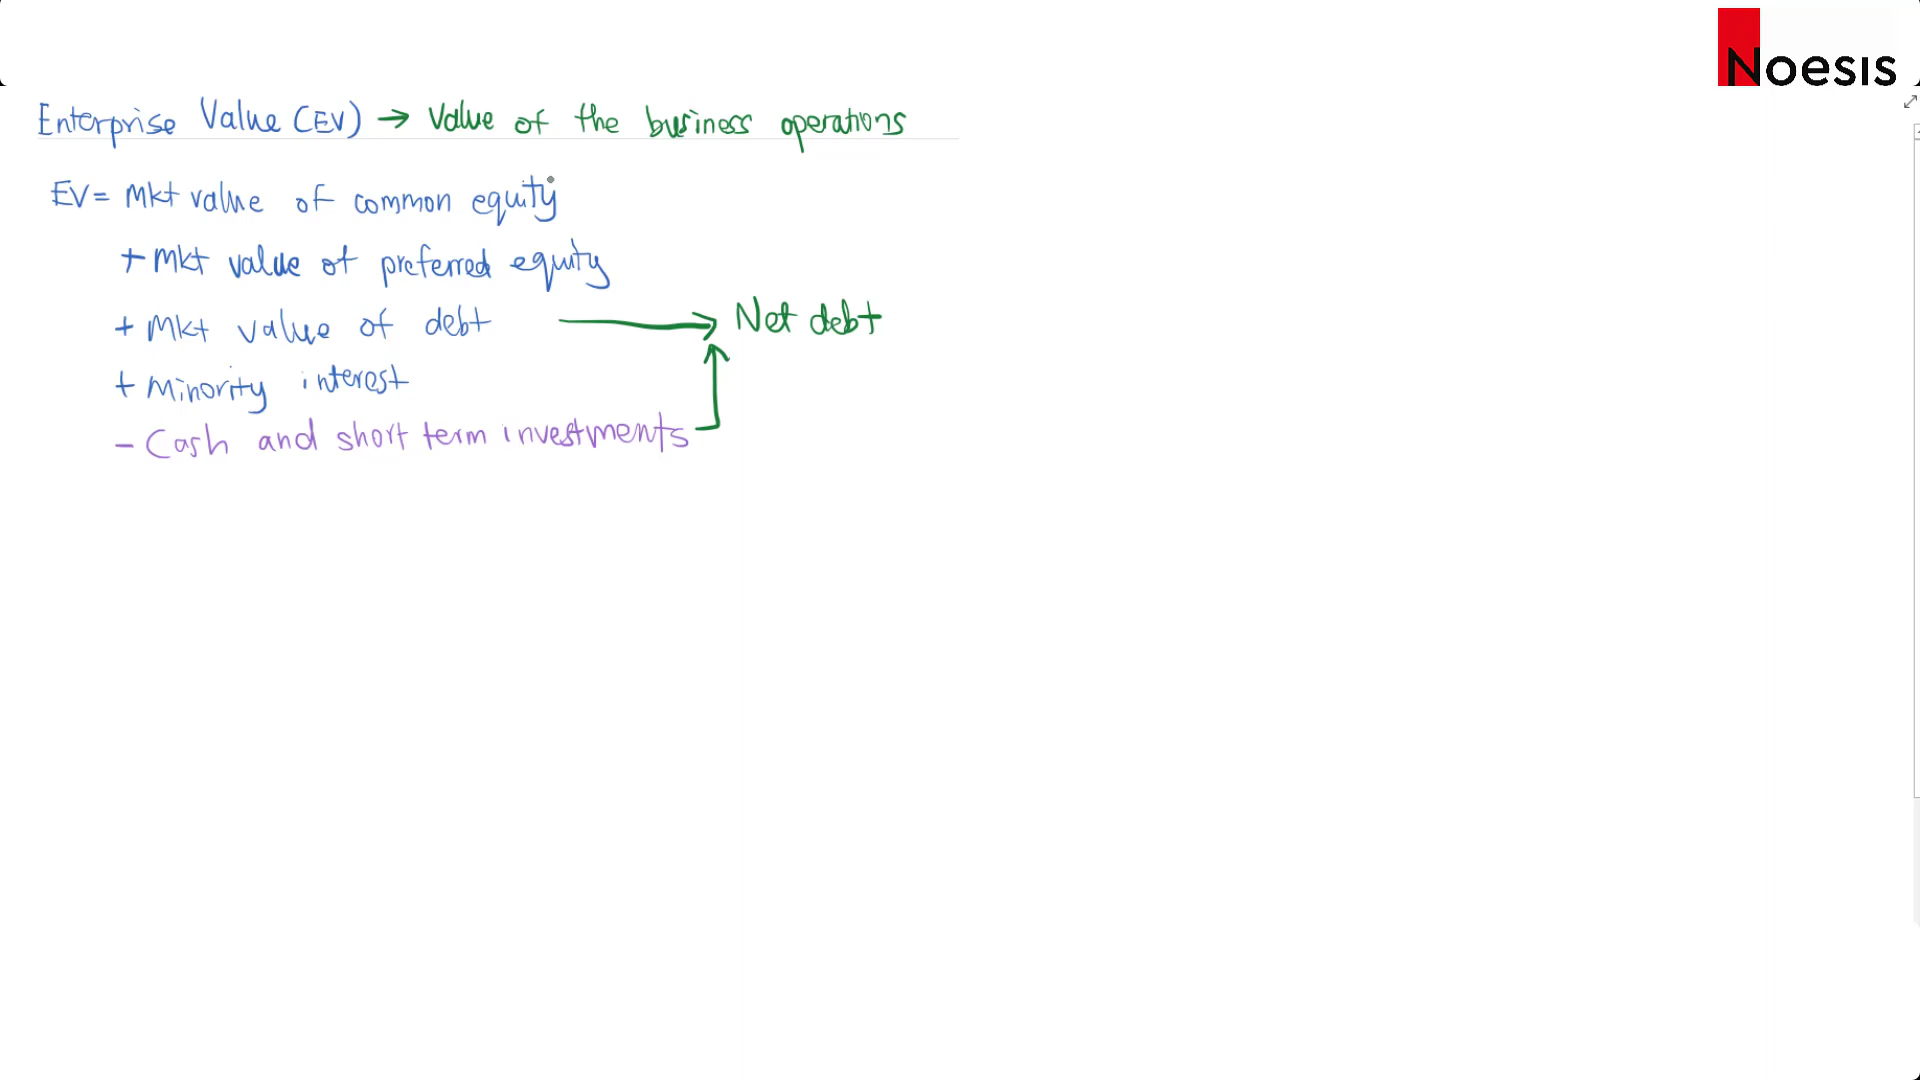 Noesis
Enterprise Value (EV) → Value of the business operations
EV = Mkt value of common equity
+ Mkt value of preferred equity
+ Mkt value of debt → Net debt
+ Minority interest
- Cash and short term investments